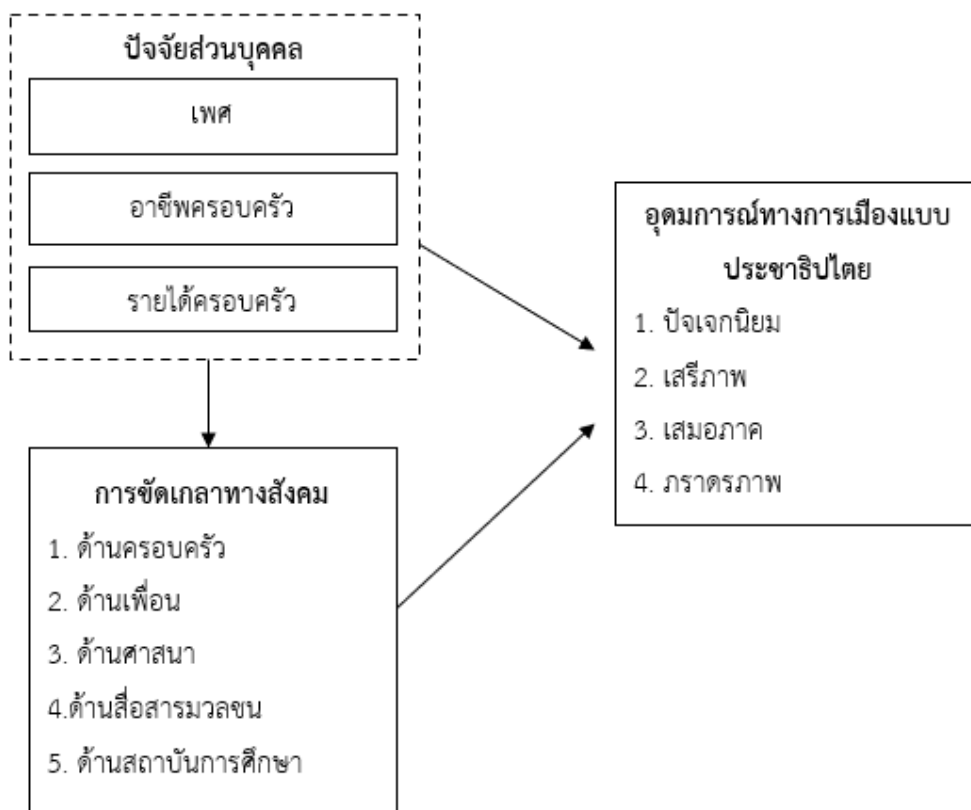 ปัจจัยส่วนบุคคล
เพศ
อาชีพครอบครัว
รายได้ครอบครัว
อุดมการณ์ทางการเมืองแบบ
ประชาธิปไตย
1. ปัจเจกนิยม
2. เสรีภาพ
3. เสมอภาค
4. ภราดรภาพ
การขัดเกลาทางสังคม
1. ด้านครอบครัว
2. ด้านเพื่อน
3. ด้านศาสนา
4.ด้านสื่อสารมวลชน
5. ด้านสถาบันการศึกษา